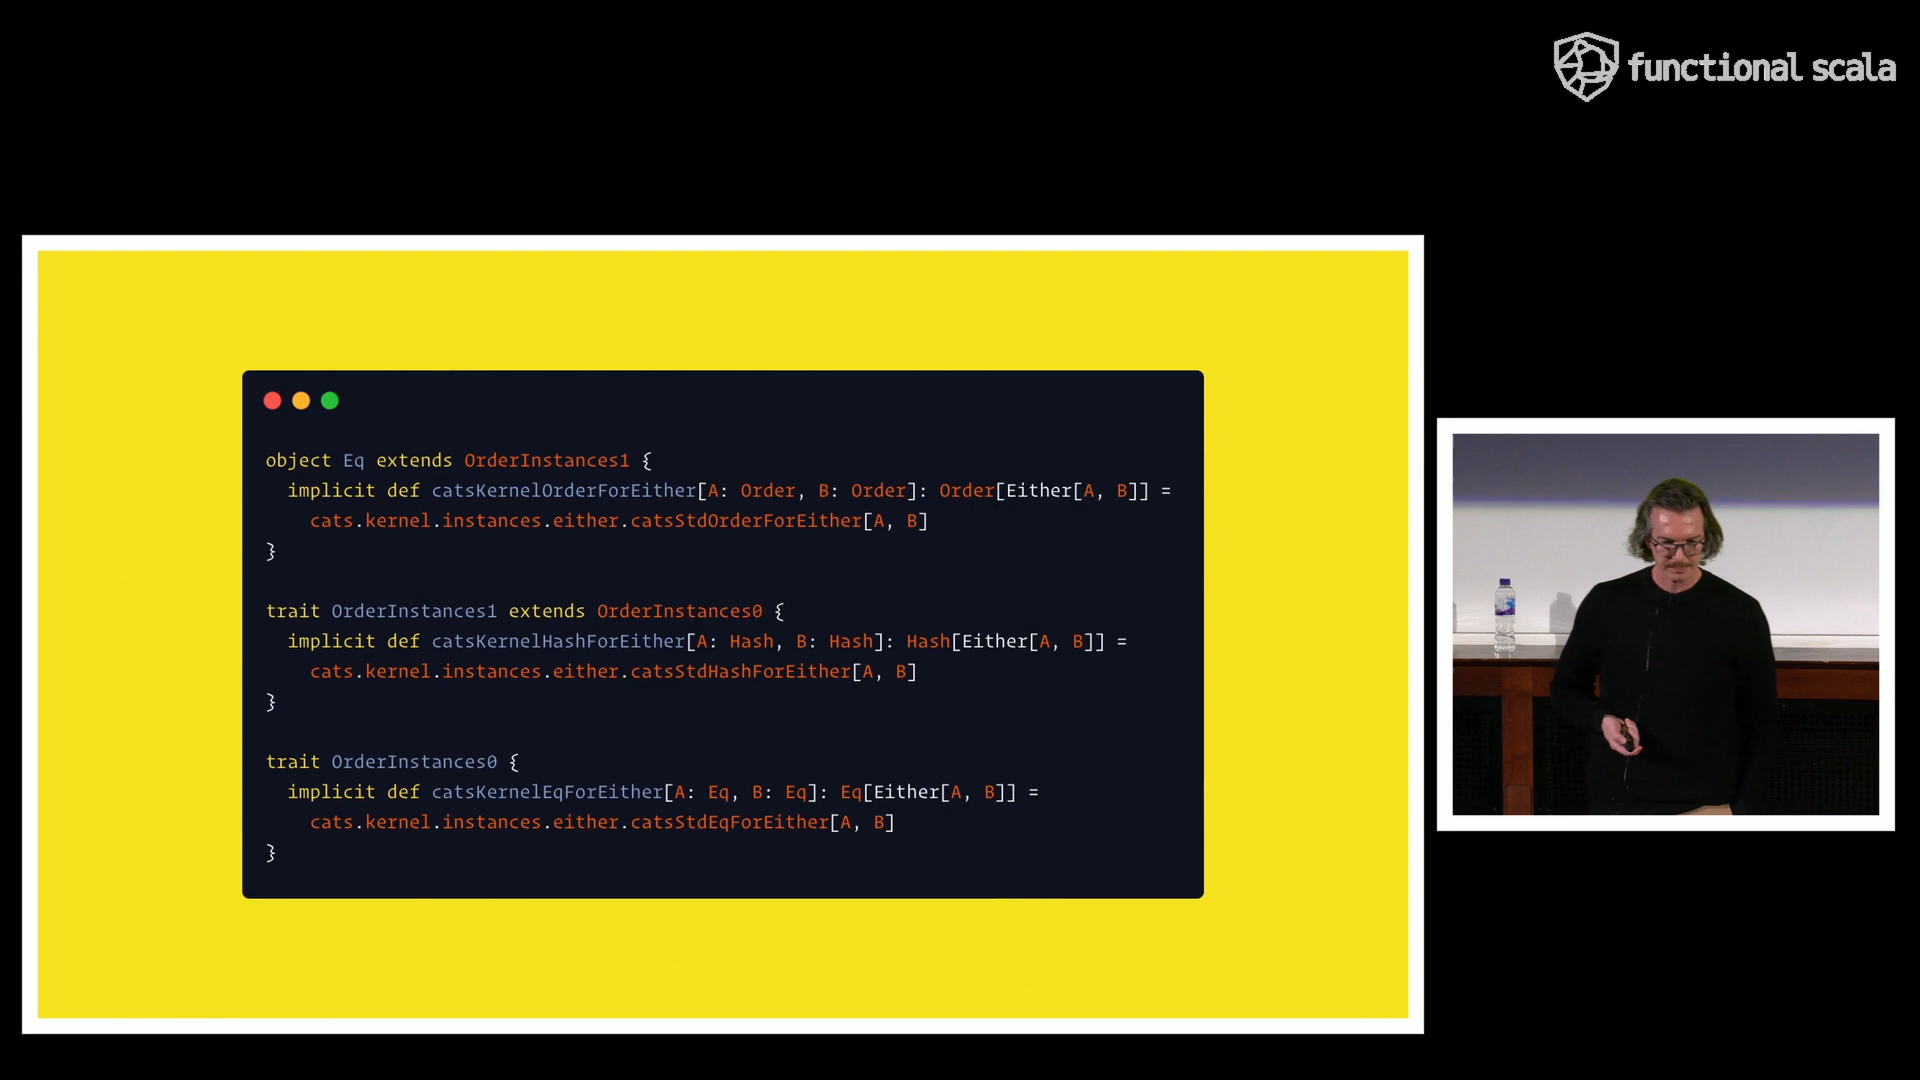 functional scala
object Eq extends OrderInstances1 {
  implicit def catsKernelOrderForEither[A: Order, B: Order]: Order[Either[A, B]] =
    cats.kernel.instances.either.catsStdOrderForEither[A, B]
}
trait OrderInstances1 extends OrderInstances0 {
  implicit def catsKernelHashForEither[A: Hash, B: Hash]: Hash[Either[A, B]] =
    cats.kernel.instances.either.catsStdHashForEither[A, B]
}
trait OrderInstances0 {
  implicit def catsKernelEqForEither[A: Eq, B: Eq]: Eq[Either[A, B]] =
    cats.kernel.instances.either.catsStdEqForEither[A, B]
}